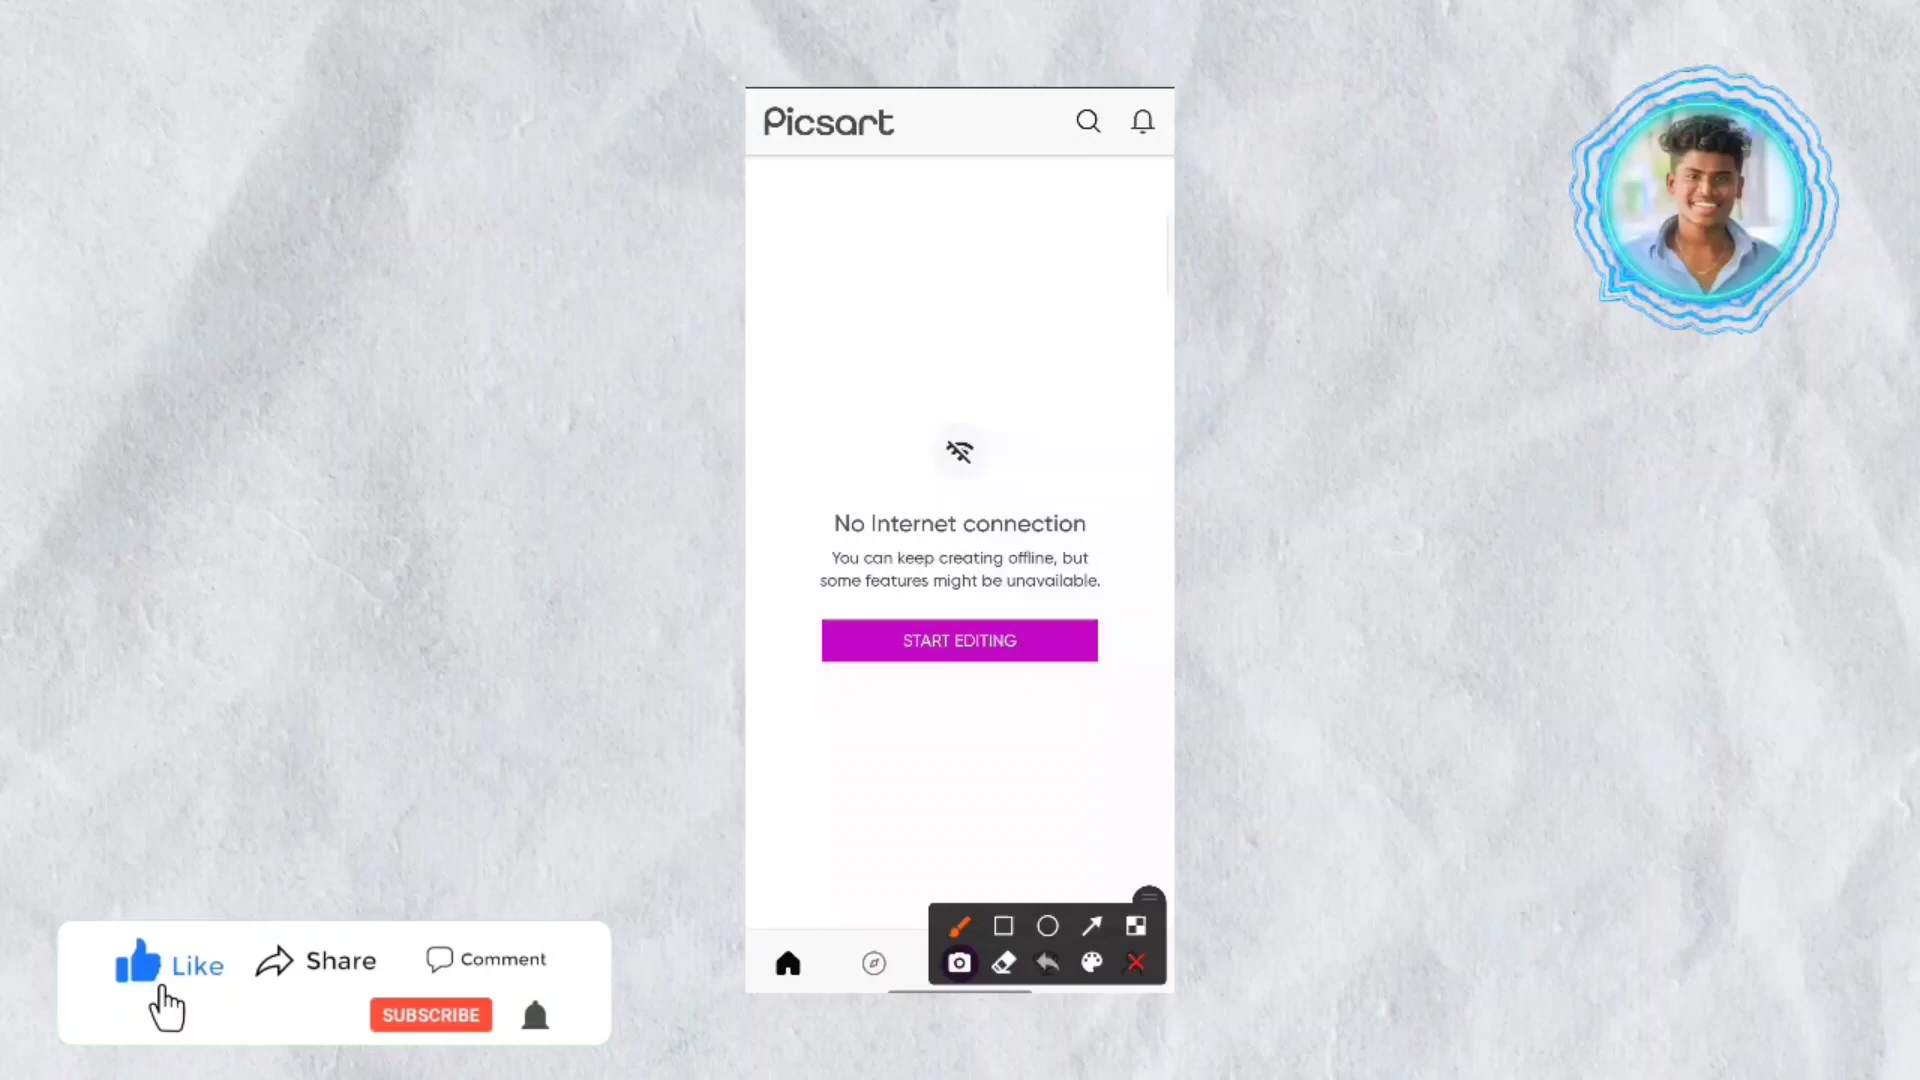 Picsart
No Internet connection
You can keep creating offline, but
some features might be unavailable.
START EDITING
Like
Share
Comment
SUBSCRIBE